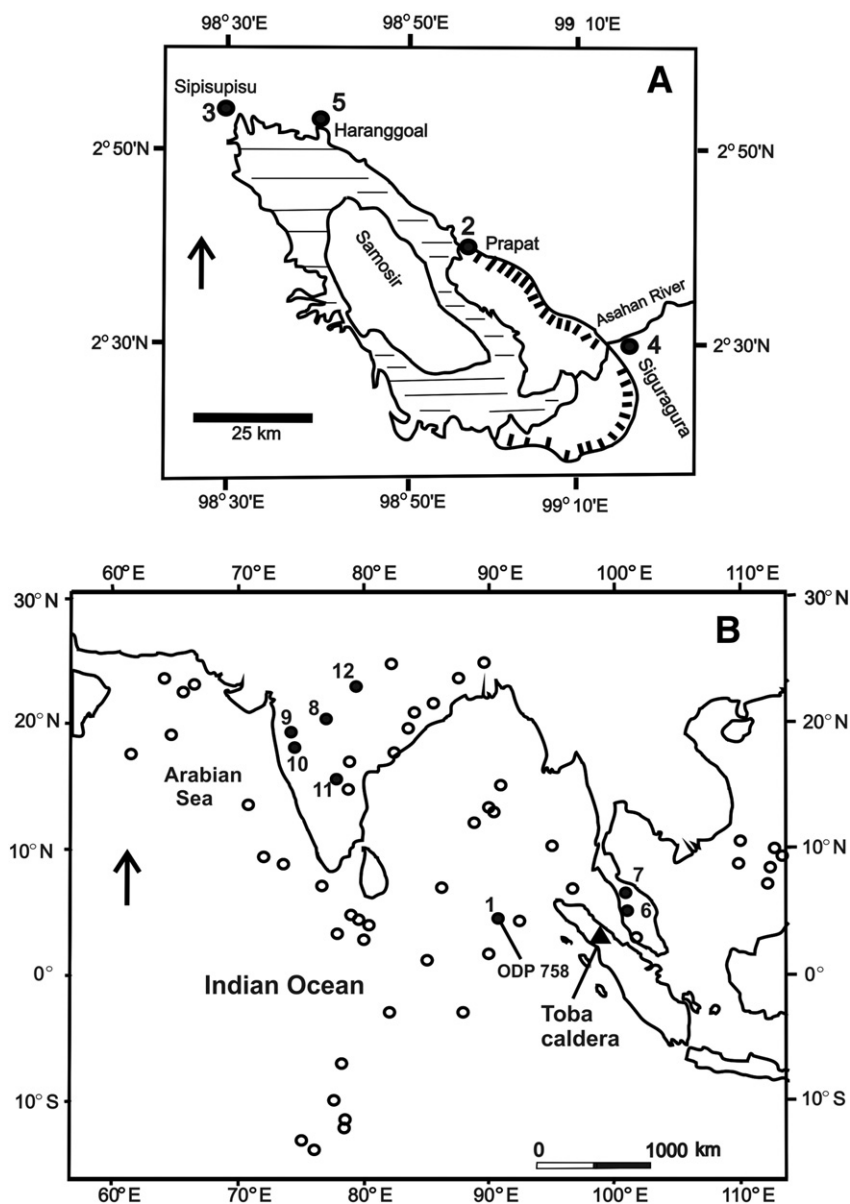 98° 30'E 98° 50'E 99° 10'E
A
Sipisupisu
3
5
Haranggoal
2° 50'N 2° 50'N
2
Prapat
Samosir
Asahan River
2° 30'N 2° 30'N
4
Siguragura
25 km
98° 30'E 98° 50'E 99° 10'E
60°E 70°E 80°E 90°E 100°E 110°E
30° N 30° N
B
12
8
9
20°N 20°N
10
Arabian
Sea
11
10°N 10°N
7
6
1
ODP 758
0° 0°
Indian Ocean
Toba
caldera
10°S 10°S
0 1000 km
60°E 70°E 80°E 90°E 100°E 110°E